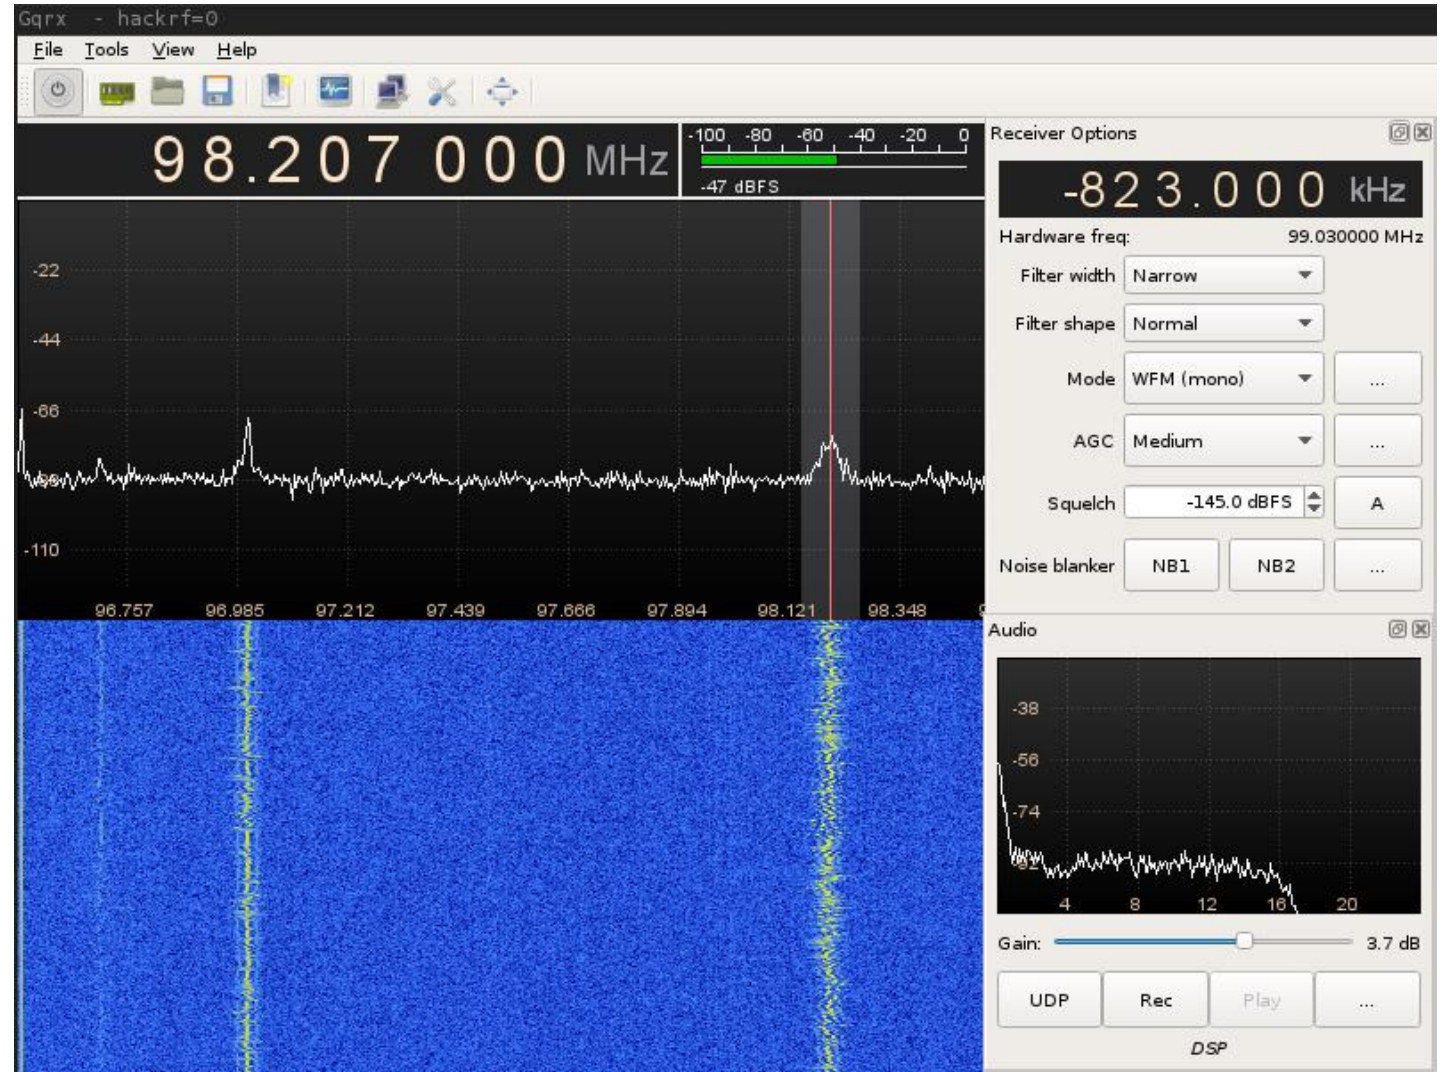 Gqrx - hackrf=0
File Tools View Help
98.207 000 MHz
-100 -80 -60 -40 -20 0
-47 dBFS
-22
-44
-66
-88
-110
96.757 96.985 97.212 97.439 97.666 97.894 98.121 98.348
Receiver Options
-823.000 kHz
Hardware freq: 99.030000 MHz
Filter width Narrow
Filter shape Normal
Mode WFM (mono) ...
AGC Medium ...
Squelch -145.0 dBFS A
Noise blanker NB1 NB2 ...
Audio
-38
-56
-74
-92
4 8 12 16 20
Gain: 3.7 dB
UDP Rec Play ...
DSP